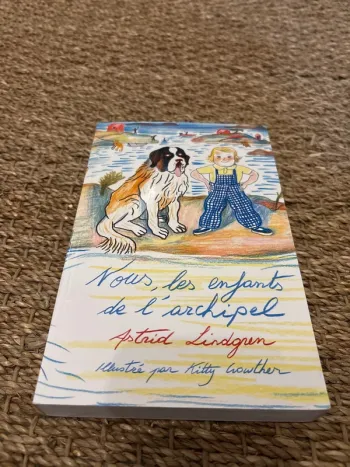 Nous, les enfants
de l'archipel
Astrid Lindgren
illustré par Kitty Crowther